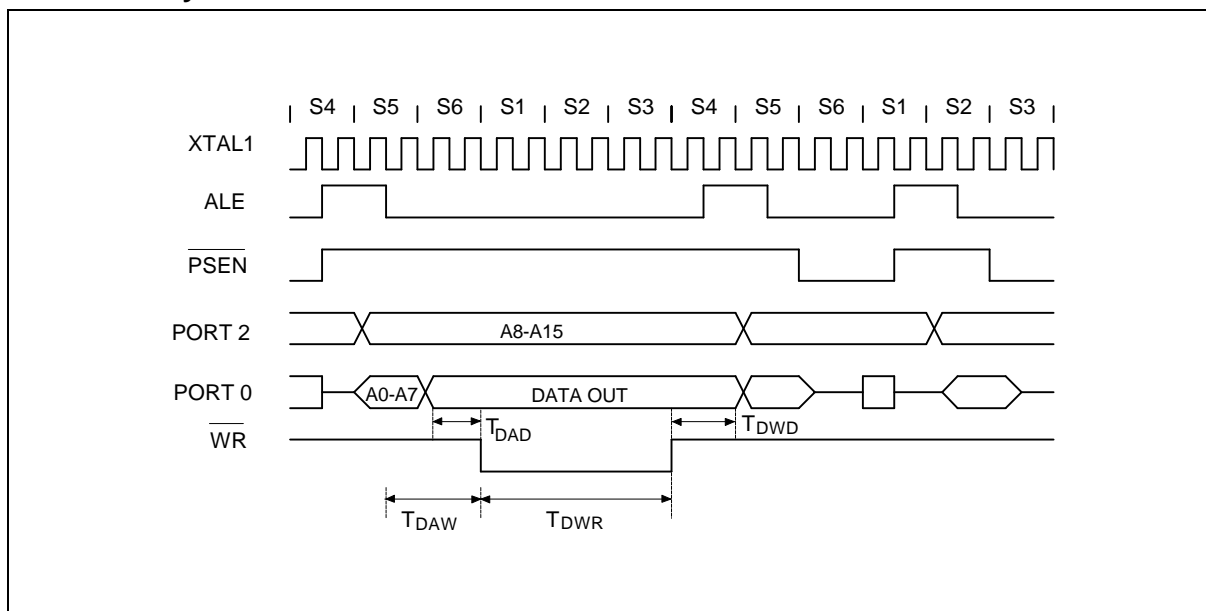 S4 S5 S6 S1 S2 S3 S4 S5 S6 S1 S2 S3
XTAL1
ALE
PSEN
PORT 2 A8-A15
PORT 0 A0-A7 DATA OUT
WR TDAD TDWD
TDAW TDWR